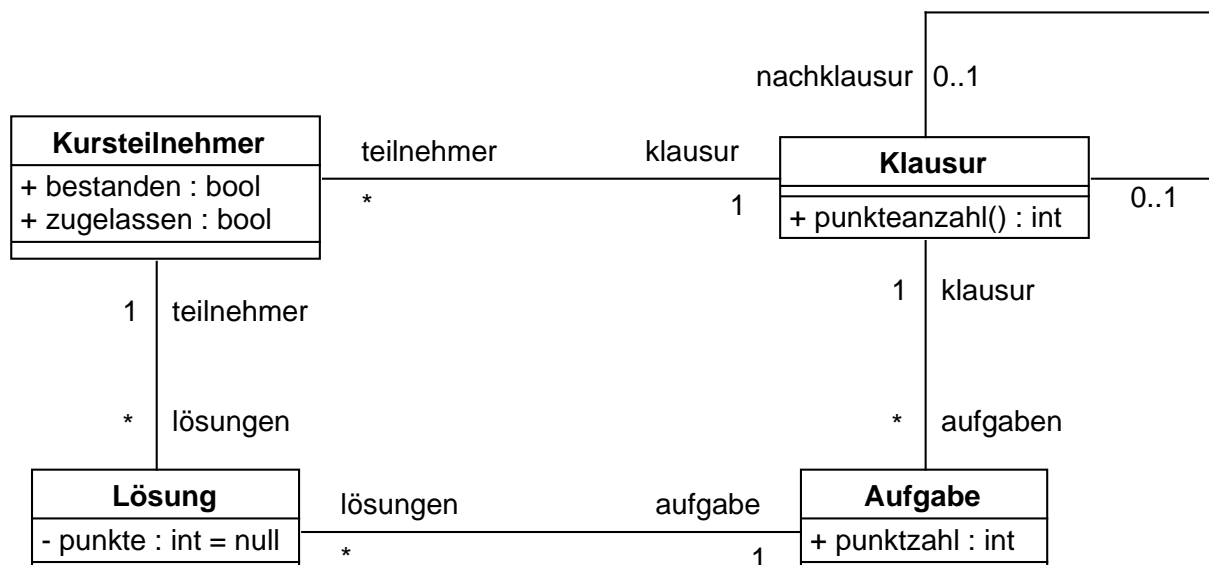 nachklausur 0..1
Kursteilnehmer
+ bestanden : bool
+ zugelassen : bool
teilnehmer
*
klausur
1
Klausur
+ punkteanzahl() : int
0..1
1 teilnehmer
1 klausur
* lösungen
* aufgaben
Lösung
- punkte : int = null
lösungen
*
aufgabe
1
Aufgabe
+ punktzahl : int